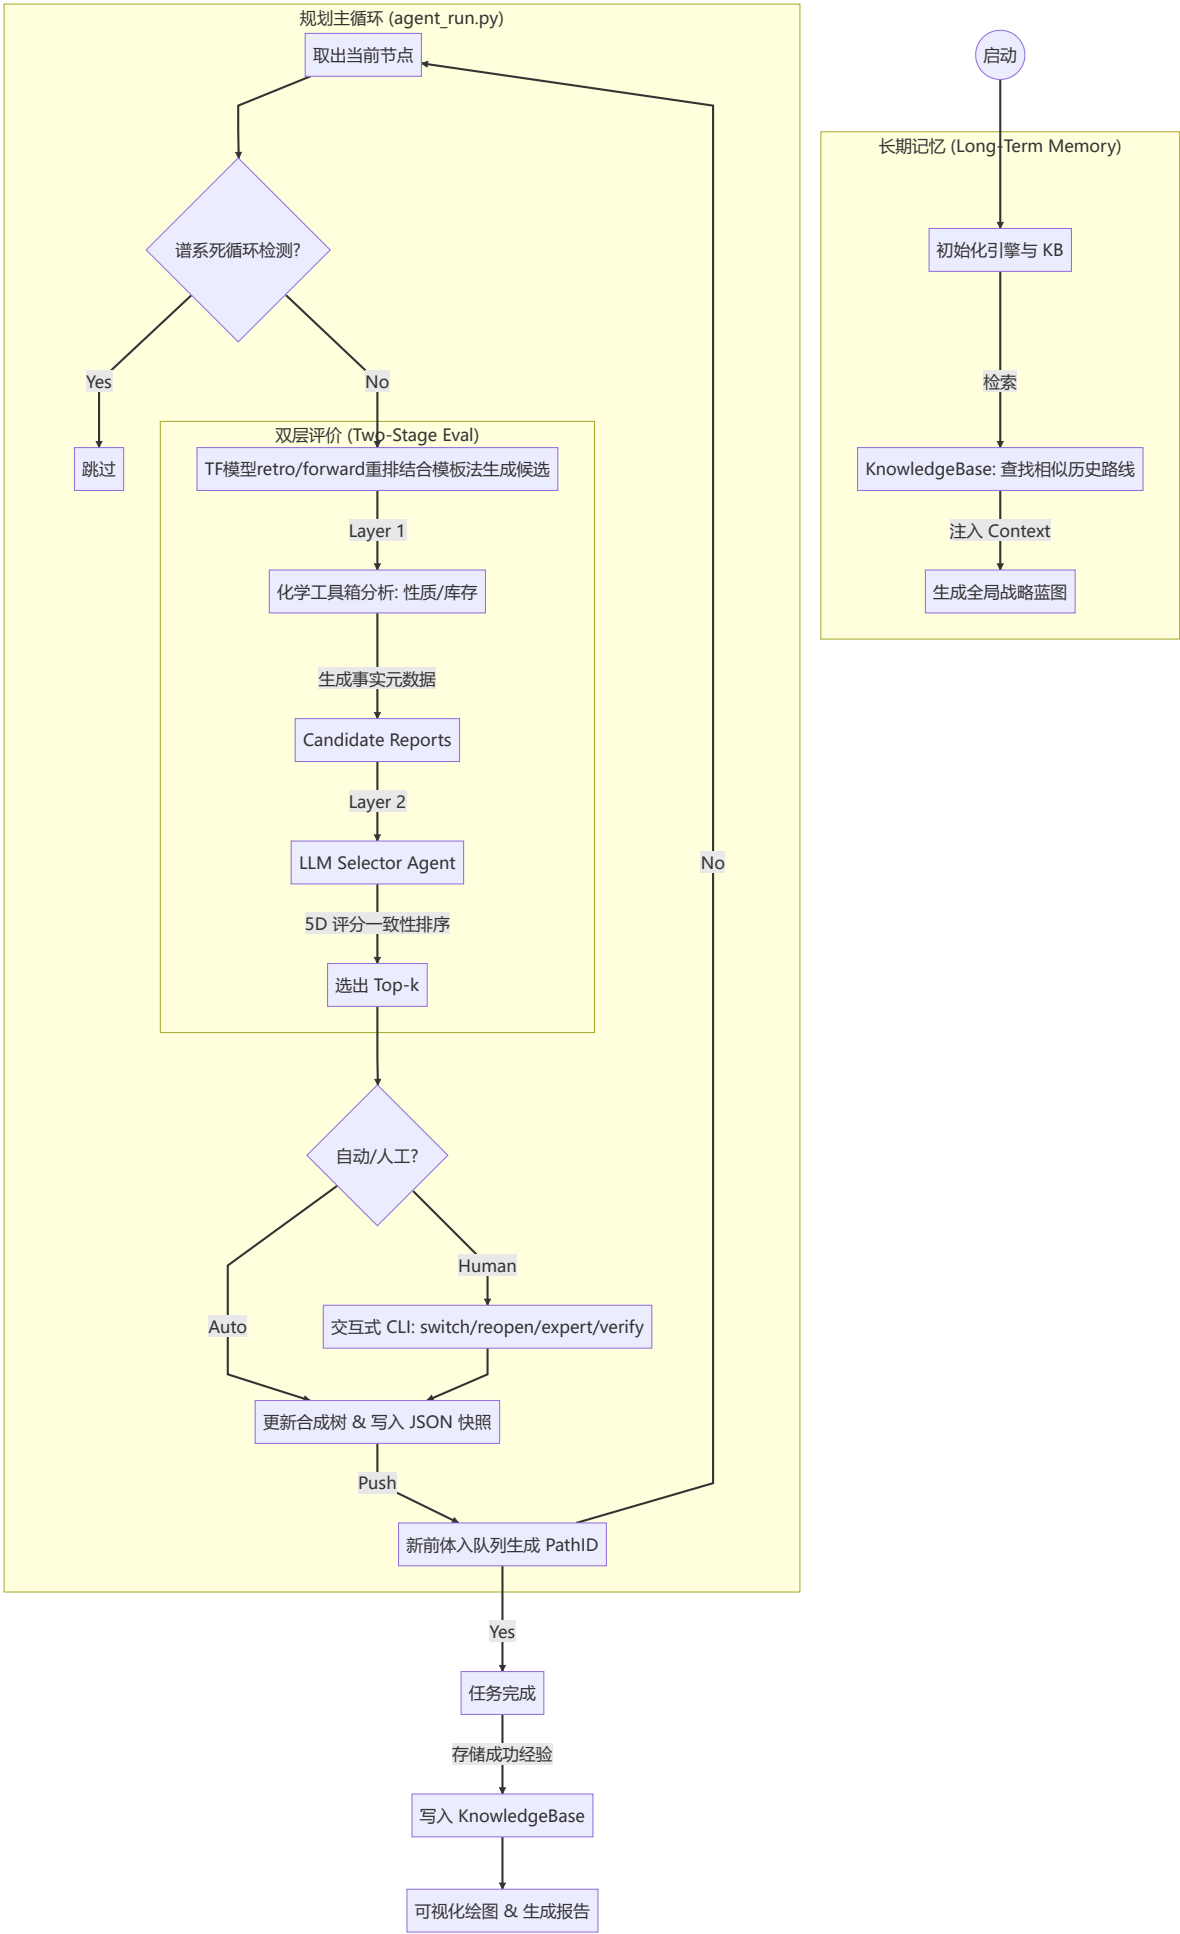 规划主循环 (agent_run.py)
取出当前节点
谱系死循环检测?
Yes
No
跳过
双层评价 (Two-Stage Eval)
TF模型retro/forward重排结合模板法生成候选
Layer 1
化学工具箱分析: 性质/库存
生成事实元数据
Candidate Reports
Layer 2
LLM Selector Agent
5D 评分一致性排序
选出 Top-k
自动/人工?
Human
Auto
交互式 CLI: switch/reopen/expert/verify
更新合成树 & 写入 JSON 快照
Push
新前体入队列生成 PathID
No
Yes
任务完成
存储成功经验
写入 KnowledgeBase
可视化绘图 & 生成报告
启动
长期记忆 (Long-Term Memory)
初始化引擎与 KB
检索
KnowledgeBase: 查找相似历史路线
注入 Context
生成全局战略蓝图